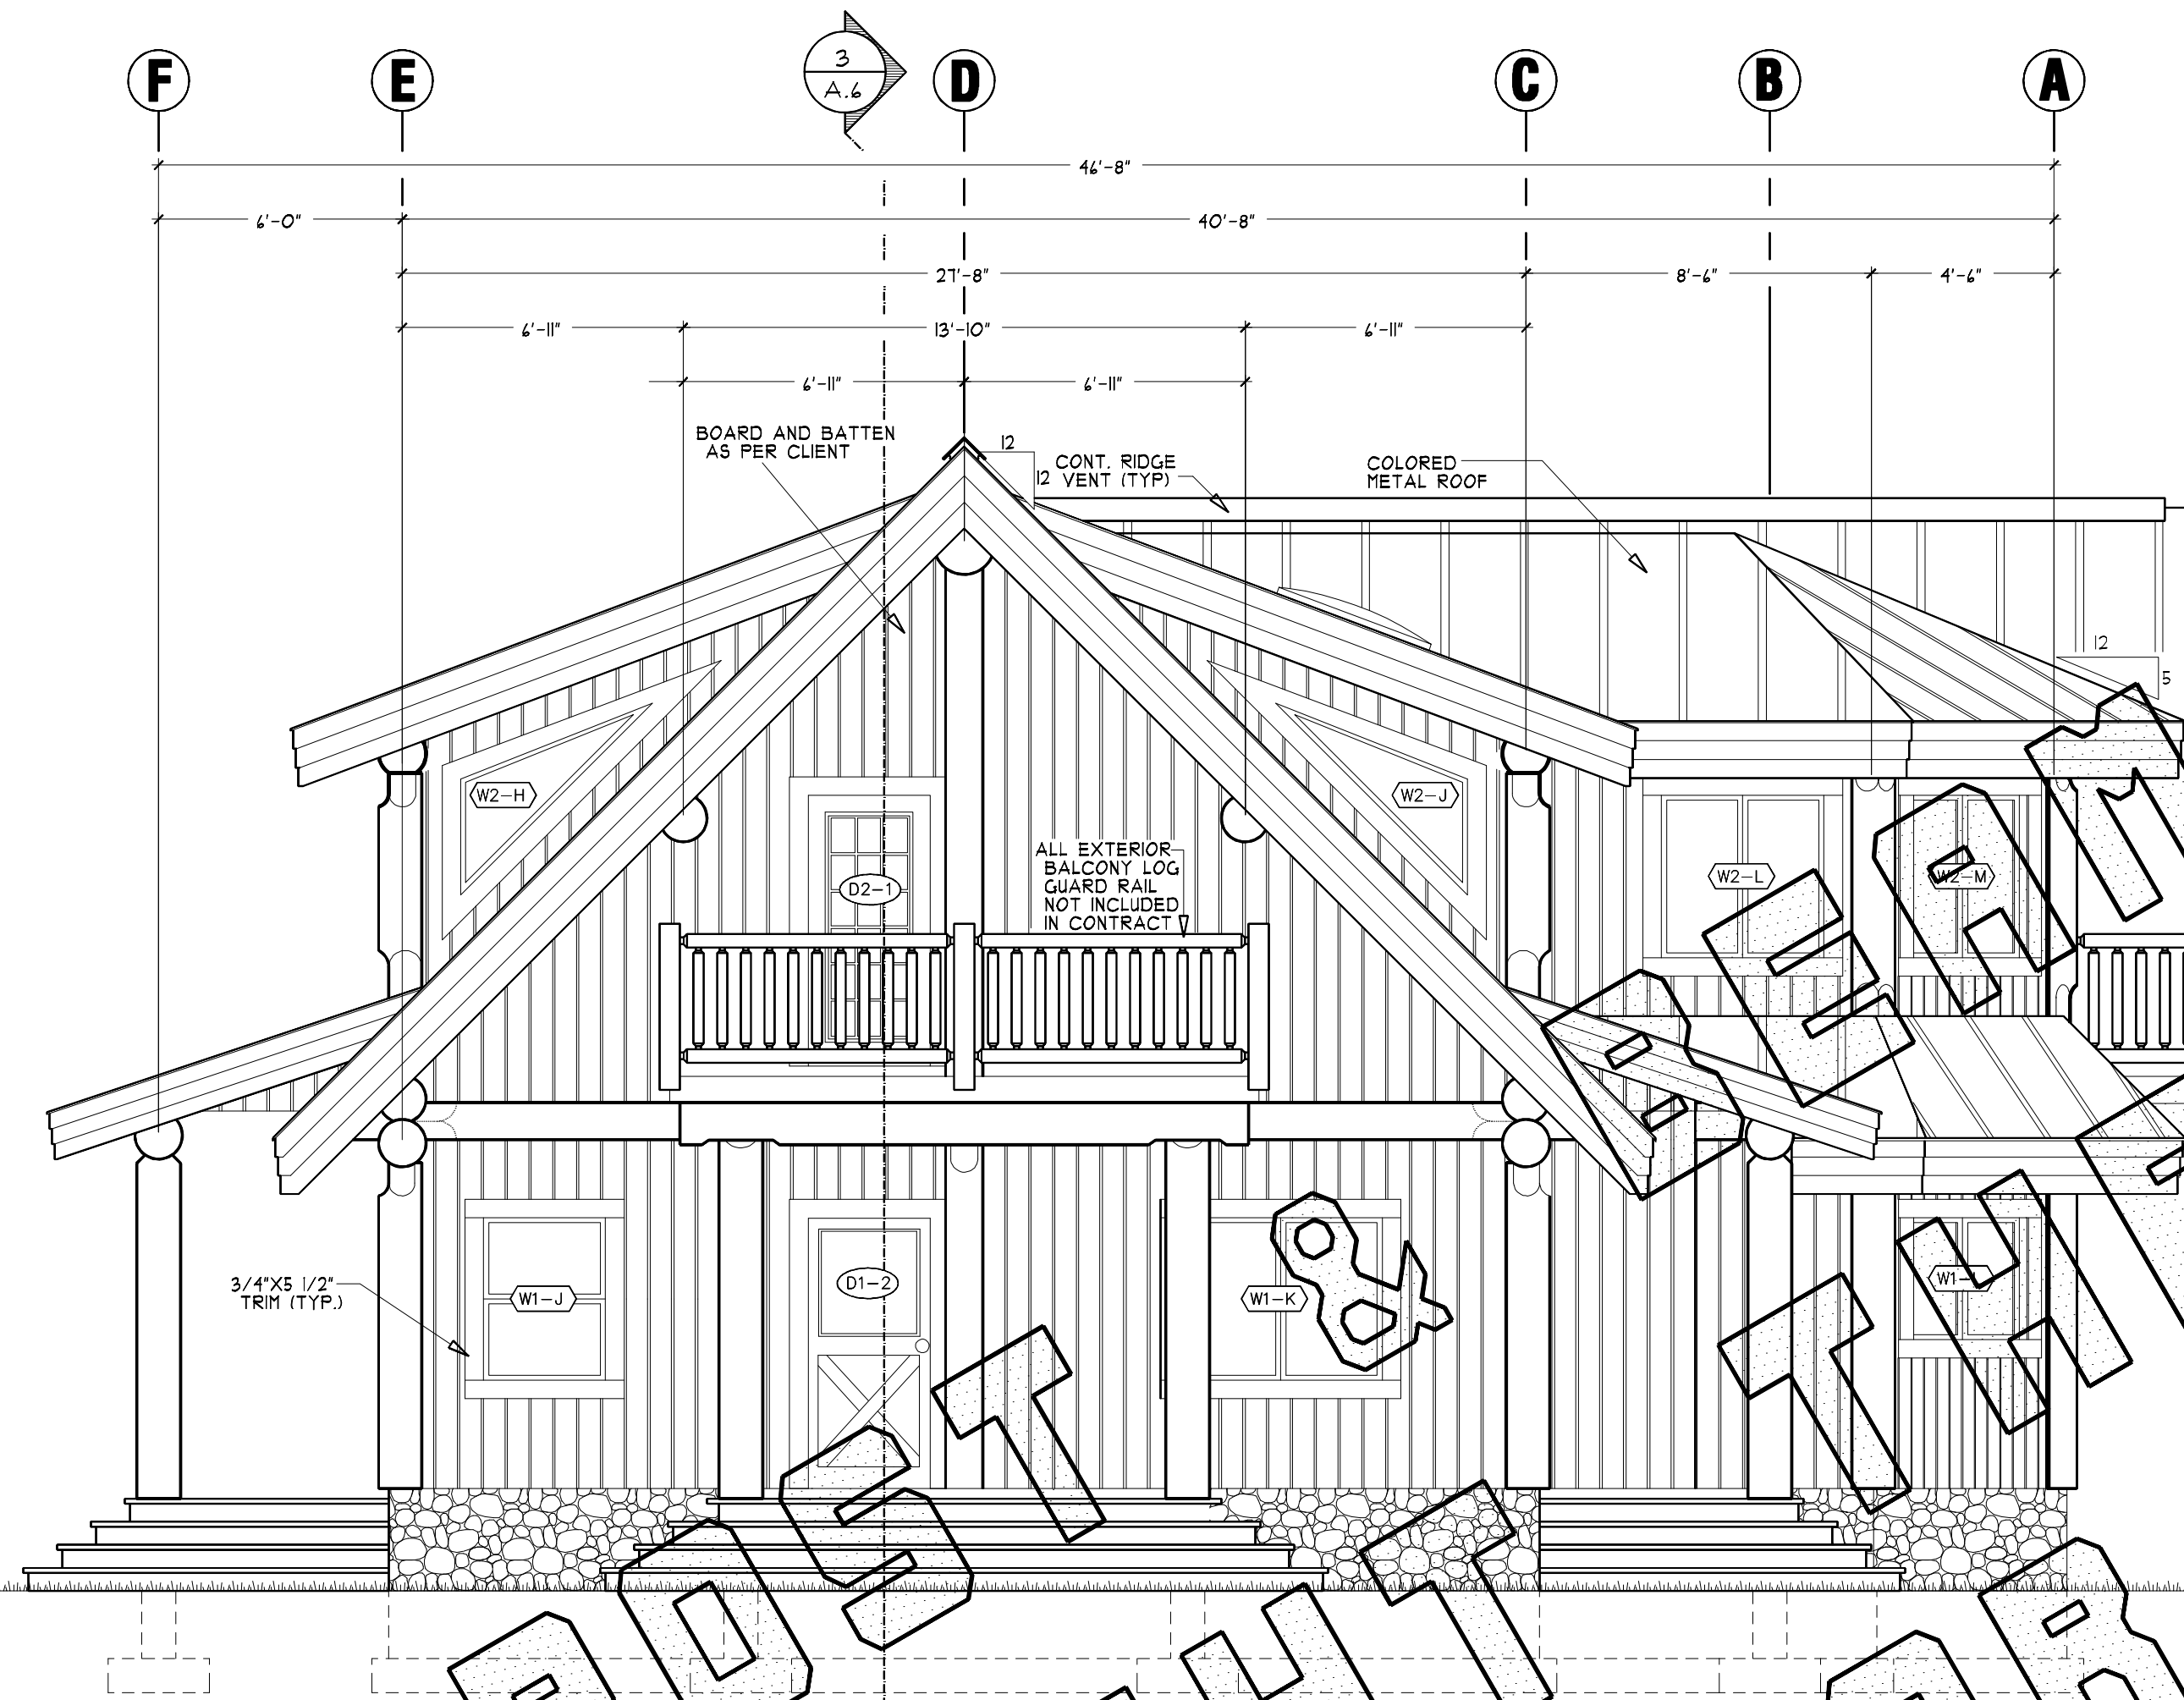 3
F E D C B A
A.6
46'-8"
6'-0" 40'-8"
27'-8" 8'-6" 4'-6"
6'-11" 13'-10" 6'-11"
6'-11" 6'-11"
BOARD AND BATTEN
AS PER CLIENT
12
12
CONT. RIDGE
VENT (TYP)
COLORED
METAL ROOF
12
5
W2-H
W2-J
D2-1
ALL EXTERIOR
BALCONY LOG
GUARD RAIL
NOT INCLUDED
IN CONTRACT
W2-L
W2-M
3/4"X5 1/2"
TRIM (TYP.)
W1-J
D1-2
W1-K
&